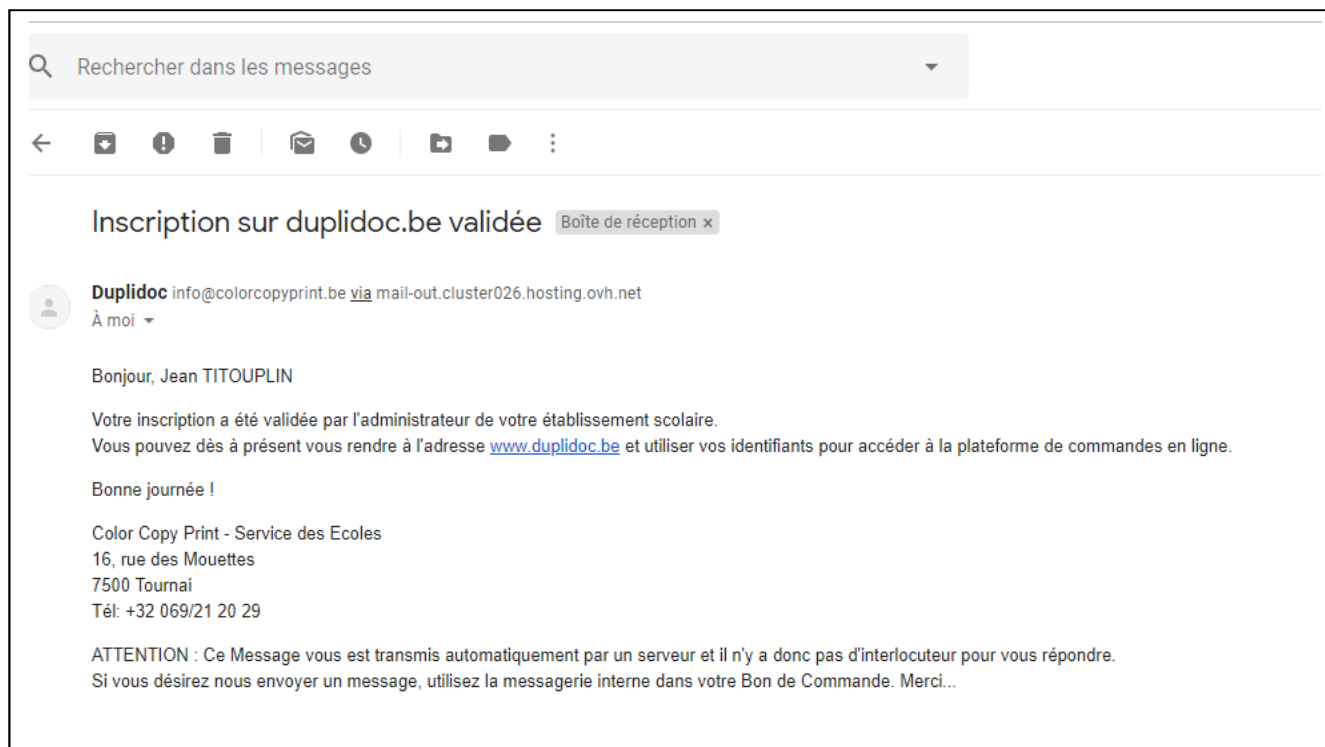 Rechercher dans les messages
Inscription sur duplidoc.be validée Boîte de réception x
Duplidoc info@colorcopyprint.be via mail-out.cluster026.hosting.ovh.net
À moi
Bonjour, Jean TITOUPLIN
Votre inscription a été validée par l'administrateur de votre établissement scolaire.
Vous pouvez dès à présent vous rendre à l'adresse www.duplidoc.be et utiliser vos identifiants pour accéder à la plateforme de commandes en ligne.
Bonne journée !
Color Copy Print - Service des Ecoles
16, rue des Mouettes
7500 Tournai
Tél: +32 069/21 20 29
ATTENTION : Ce Message vous est transmis automatiquement par un serveur et il n'y a donc pas d'interlocuteur pour vous répondre.
Si vous désirez nous envoyer un message, utilisez la messagerie interne dans votre Bon de Commande. Merci...